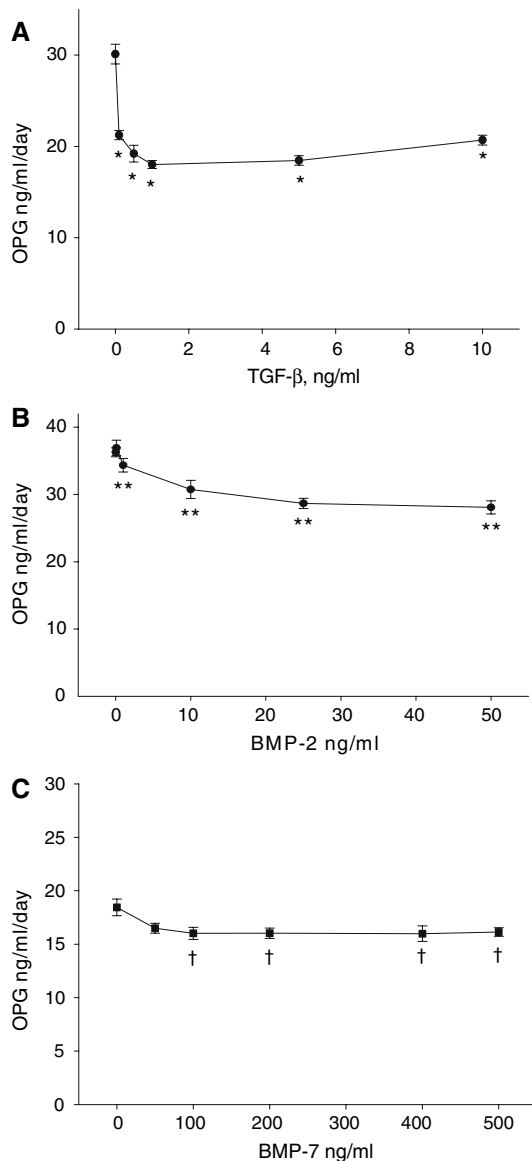 A
30
20
10
0
OPG ng/ml/day
* * * * *
0 2 4 6 8 10
TGF-β, ng/ml
B
40
30
20
10
0
OPG ng/ml/day
** ** ** **
0 10 20 30 40 50
BMP-2 ng/ml
C
30
25
20
15
10
5
0
OPG ng/ml/day
† † † †
0 100 200 300 400 500
BMP-7 ng/ml